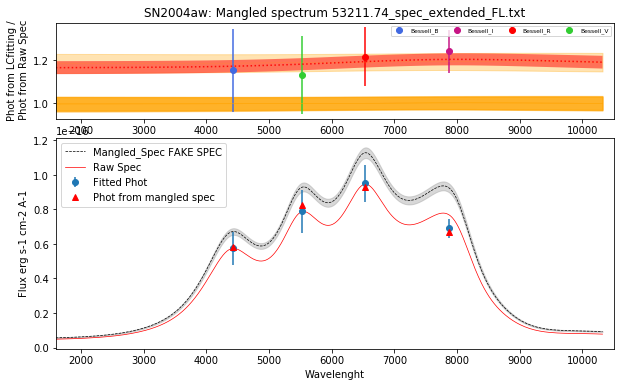 SN2004aw: Mangled spectrum 53211.74_spec_extended_FL.txt
Phot from LCfitting /
Phot from Raw Spec
1.2
1.0
Bessell_B
Bessell_I
Bessell_R
Bessell_V
2000 3000 4000 5000 6000 7000 8000 9000 10000
1e−16
Flux erg s-1 cm-2 A-1
1.2
1.0
0.8
0.6
0.4
0.2
0.0
Mangled_Spec FAKE SPEC
Raw Spec
Fitted Phot
Phot from mangled spec
2000 3000 4000 5000 6000 7000 8000 9000 10000
Wavelenght